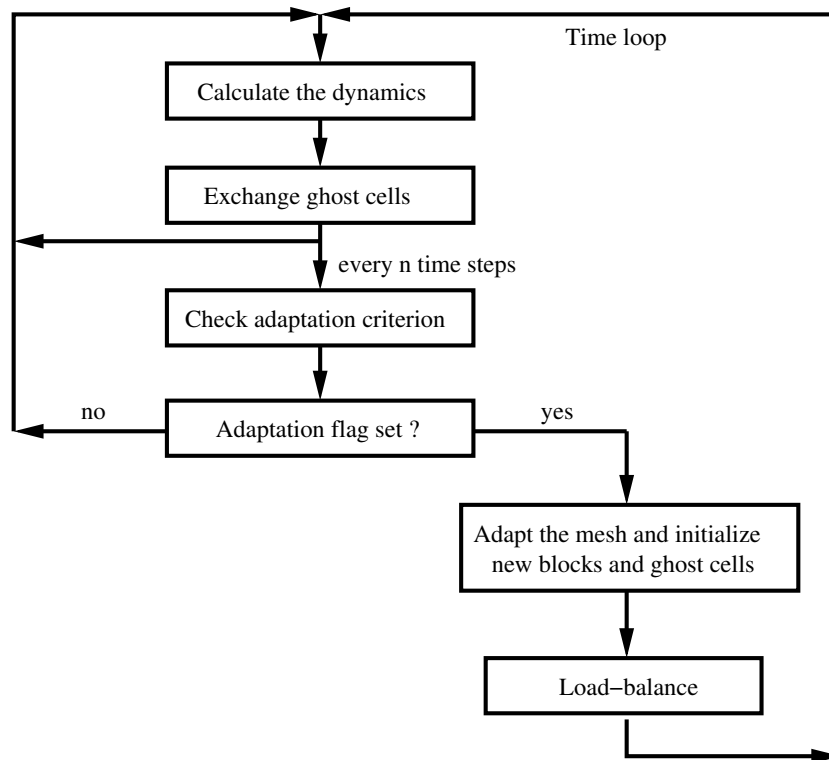 Time loop
Calculate the dynamics
Exchange ghost cells
every n time steps
Check adaptation criterion
no
Adaptation flag set ?
yes
Adapt the mesh and initialize
new blocks and ghost cells
Load−balance